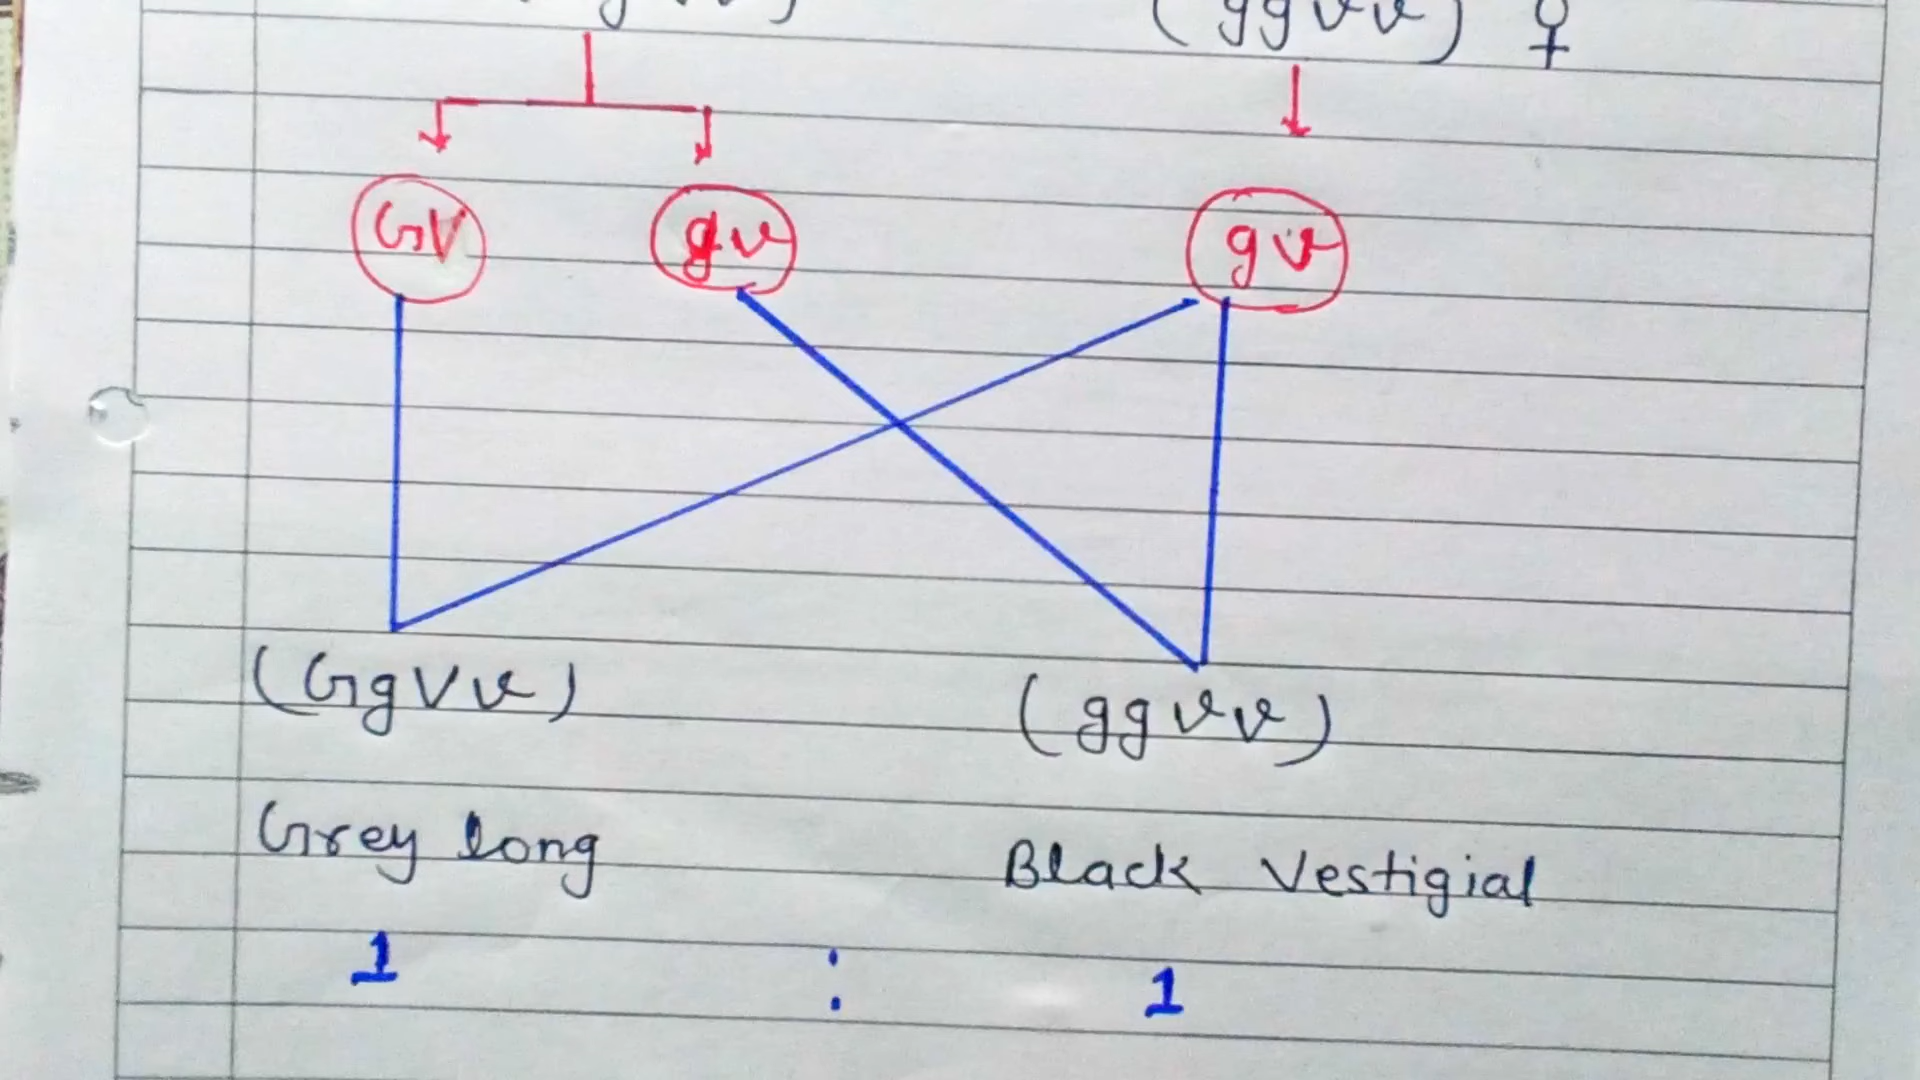 (ggvv) ♀
GV gv gv
(GgVv) (ggvv)
Grey long Black Vestigial
1 : 1